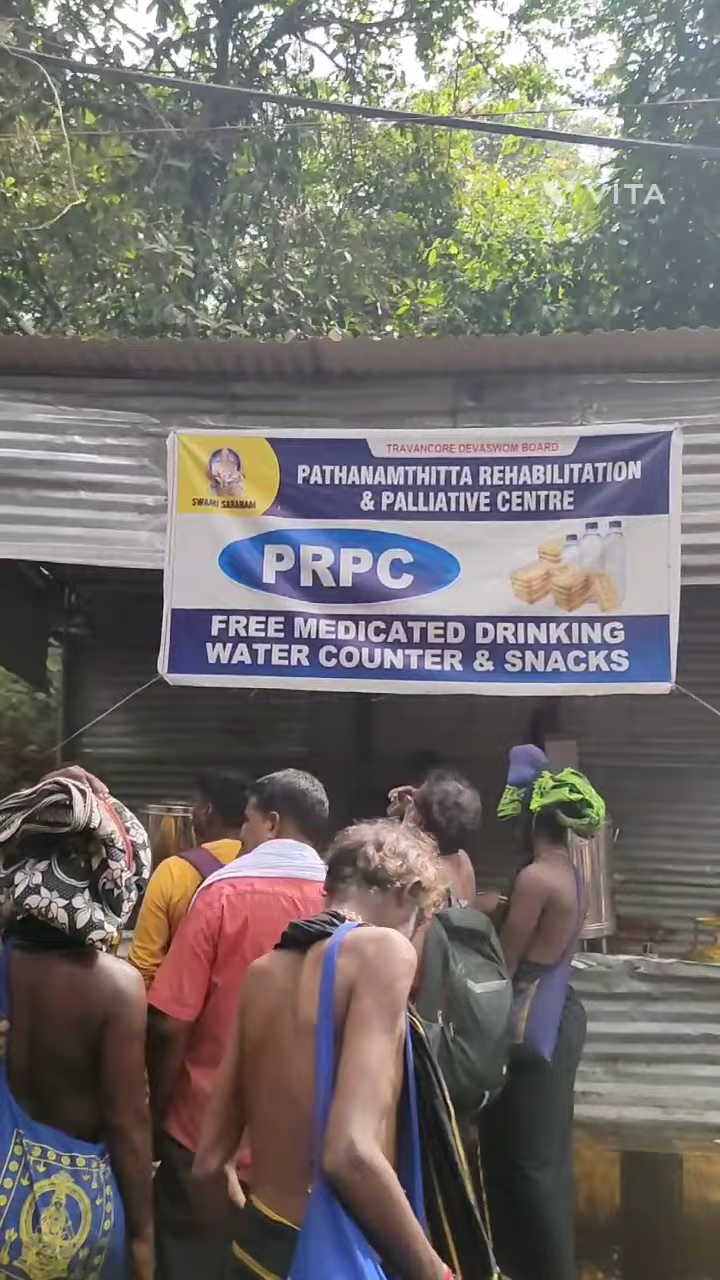 VITA
TRAVANCORE DEVASWOM BOARD
PATHANAMTHITTA REHABILITATION
& PALLIATIVE CENTRE
SWAMI SARANAM
PRPC
FREE MEDICATED DRINKING
WATER COUNTER & SNACKS